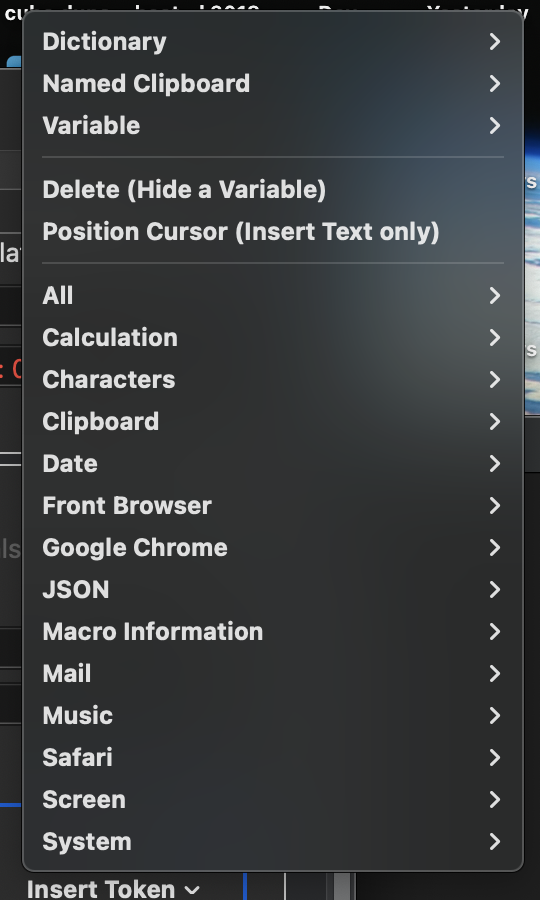 Dictionary
Named Clipboard
Variable
Delete (Hide a Variable)
Position Cursor (Insert Text only)
All
Calculation
Characters
Clipboard
Date
Front Browser
Google Chrome
JSON
Macro Information
Mail
Music
Safari
Screen
System
Insert Token